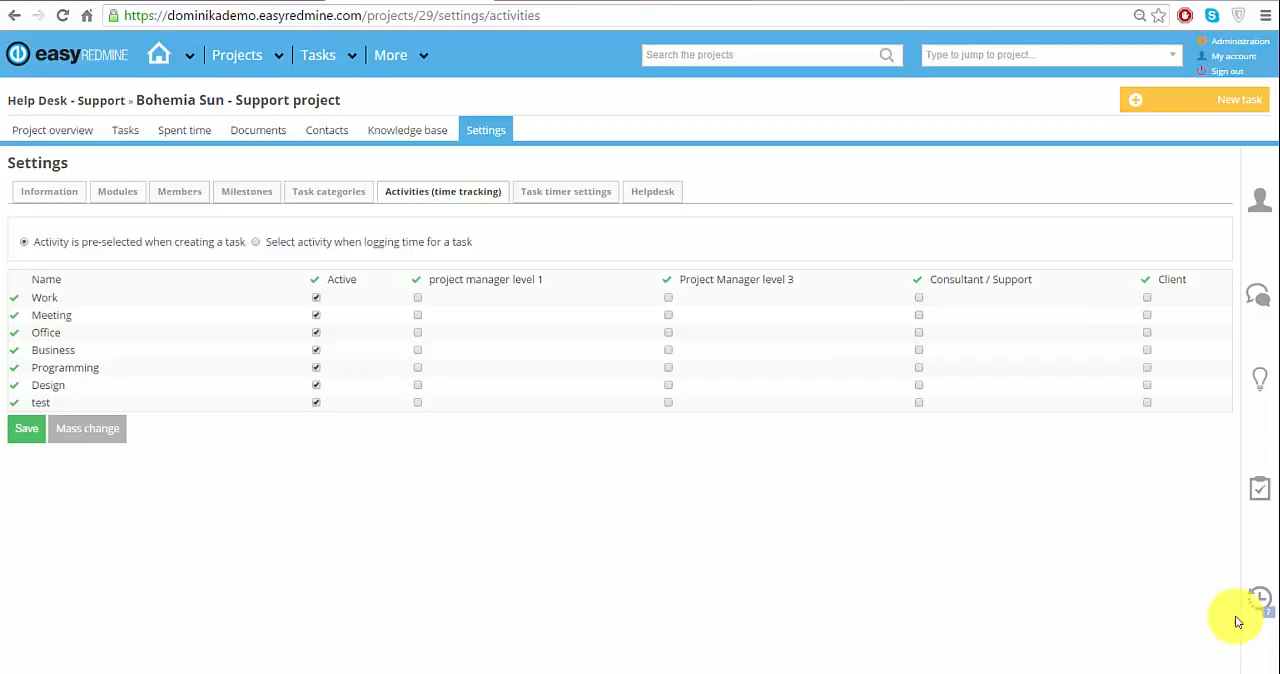 https://dominikademo.easyredmine.com/projects/29/settings/activities
easyREDMINE Projects Tasks More Search the projects Type to jump to project...
Administration
My account
Sign out
Help Desk - Support » Bohemia Sun - Support project
New task
Project overview Tasks Spent time Documents Contacts Knowledge base Settings
Settings
Information Modules Members Milestones Task categories Activities (time tracking) Task timer settings Helpdesk
Activity is pre-selected when creating a task Select activity when logging time for a task
Name Active project manager level 1 Project Manager level 3 Consultant / Support Client
Work
Meeting
Office
Business
Programming
Design
test
Save Mass change
7